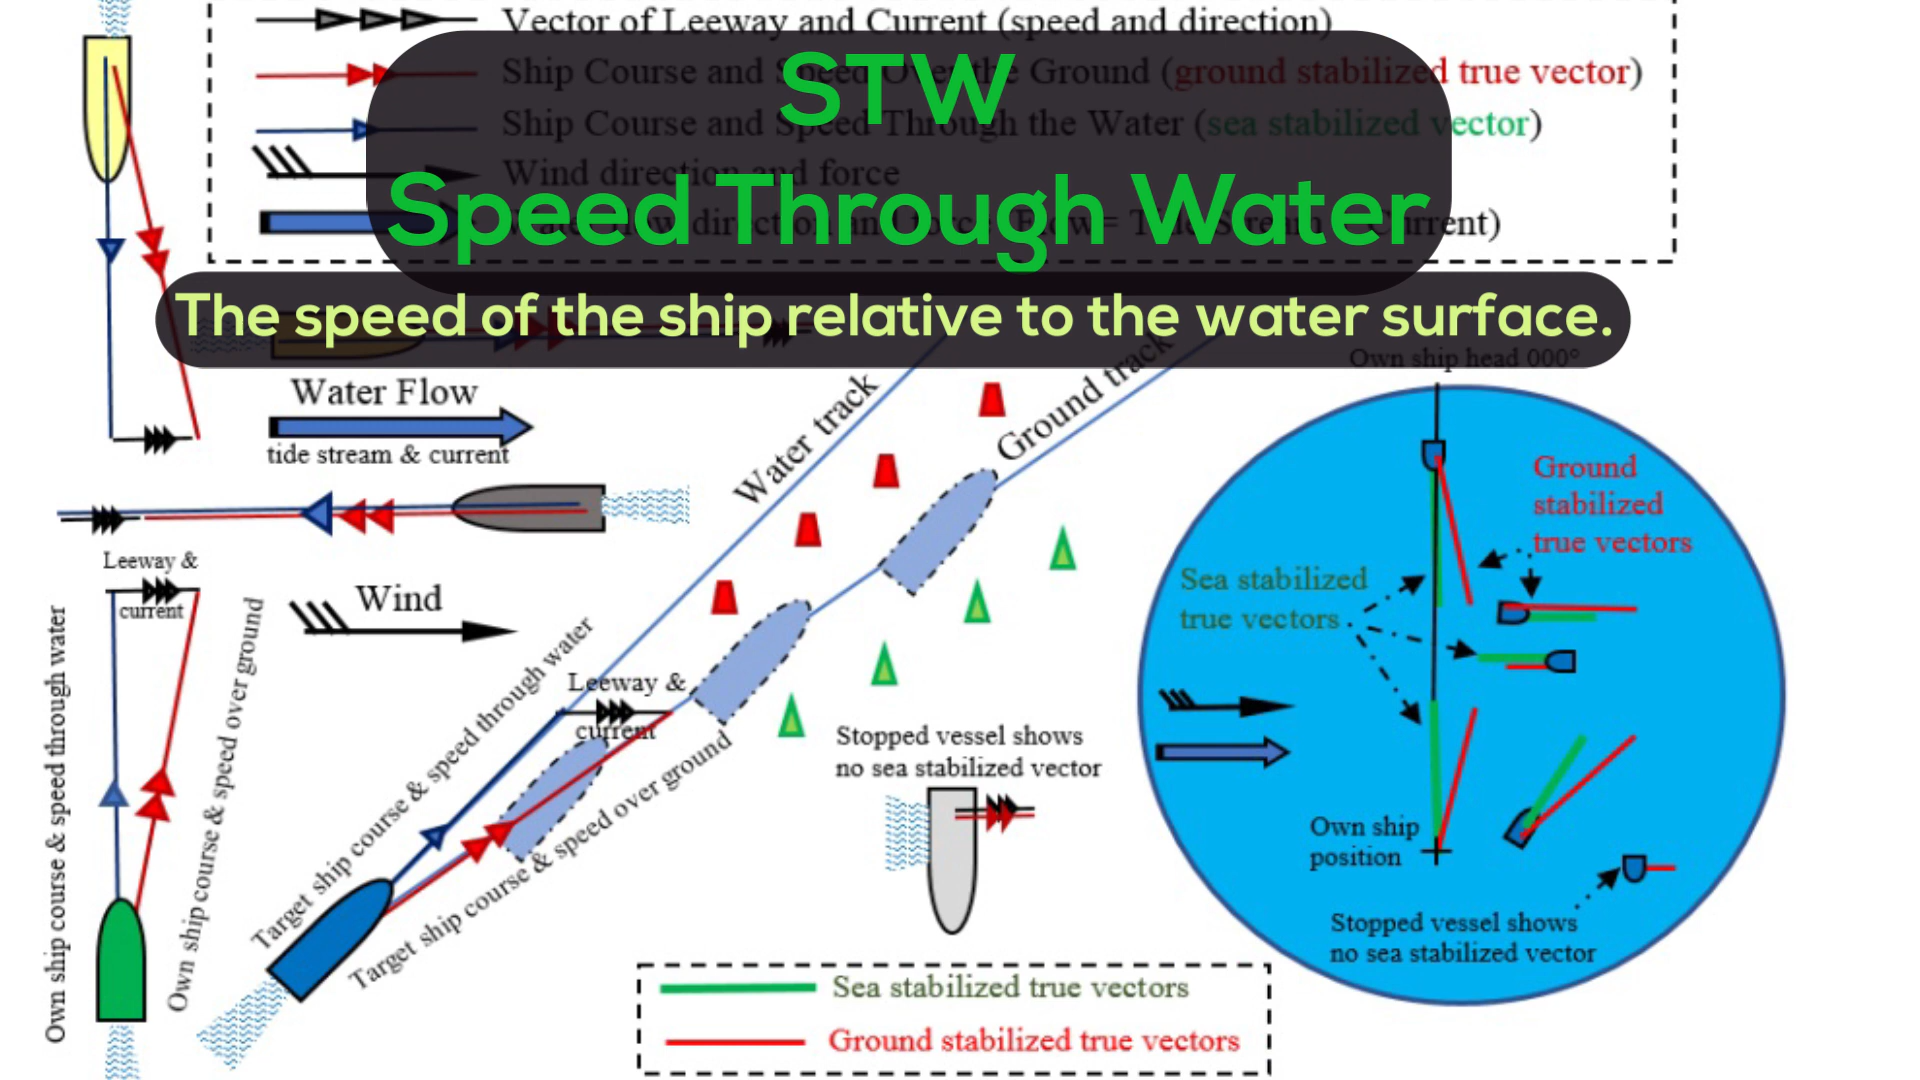 Vector of Leeway and Current (speed and direction)
Ship Course and Speed Over the Ground (ground stabilized true vector)
Ship Course and Speed Through the Water (sea stabilized vector)
Wind direction and force
direction and
Tide Stream
Current)
STW
Speed Through Water
The speed of the ship relative to the water surface.
Own ship head 000°
Water Flow
tide stream & current
Water track
Ground track
Leeway &
current
Wind
Own ship course & speed through water
Own ship course & speed over ground
Target ship course & speed through water
Leeway &
current
Target ship course & speed over ground
Stopped vessel shows
no sea stabilized vector
Ground
stabilized
true vectors
Sea stabilized
true vectors
Own ship
position
Stopped vessel shows
no sea stabilized vector
Sea stabilized true vectors
Ground stabilized true vectors